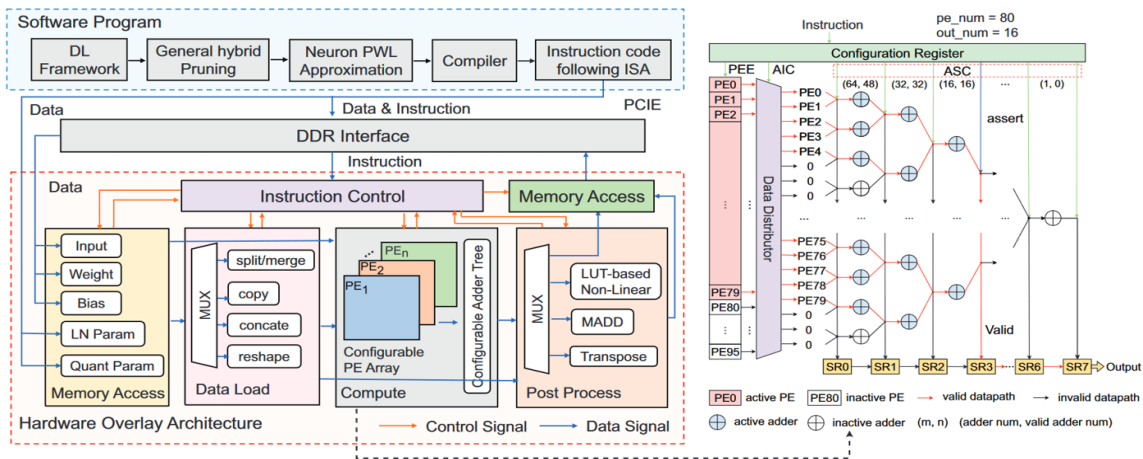 Software Program
DL
Framework
General hybrid
Pruning
Neuron PWL
Approximation
Compiler
Instruction code
following ISA
Data
Data & Instruction
PCIE
DDR Interface
Instruction
Data
Instruction Control
Memory Access
Input
Weight
Bias
LN Param
Quant Param
Memory Access
MUX
split/merge
copy
concate
reshape
Data Load
...
PEn
PE2
PE1
Configurable
PE Array
Configurable Adder Tree
Compute
MUX
LUT-based
Non-Linear
MADD
Transpose
Post Process
Hardware Overlay Architecture
Control Signal
Data Signal
Instruction
pe_num = 80
out_num = 16
Configuration Register
PEE
AIC
ASC
(64, 48)
(32, 32)
(16, 16)
...
(1, 0)
PE0
PE1
PE2
...
PE79
PE80
...
PE95
Data Distributor
PE0
PE1
PE2
PE3
PE4
0
0
0
...
PE75
PE76
PE77
PE78
PE79
0
0
0
assert
...
...
...
...
...
Valid
SR0
SR1
SR2
SR3
...
SR6
SR7
Output
PE0 active PE
PE80 inactive PE
valid datapath
invalid datapath
active adder
inactive adder
(m, n) (adder num, valid adder num)